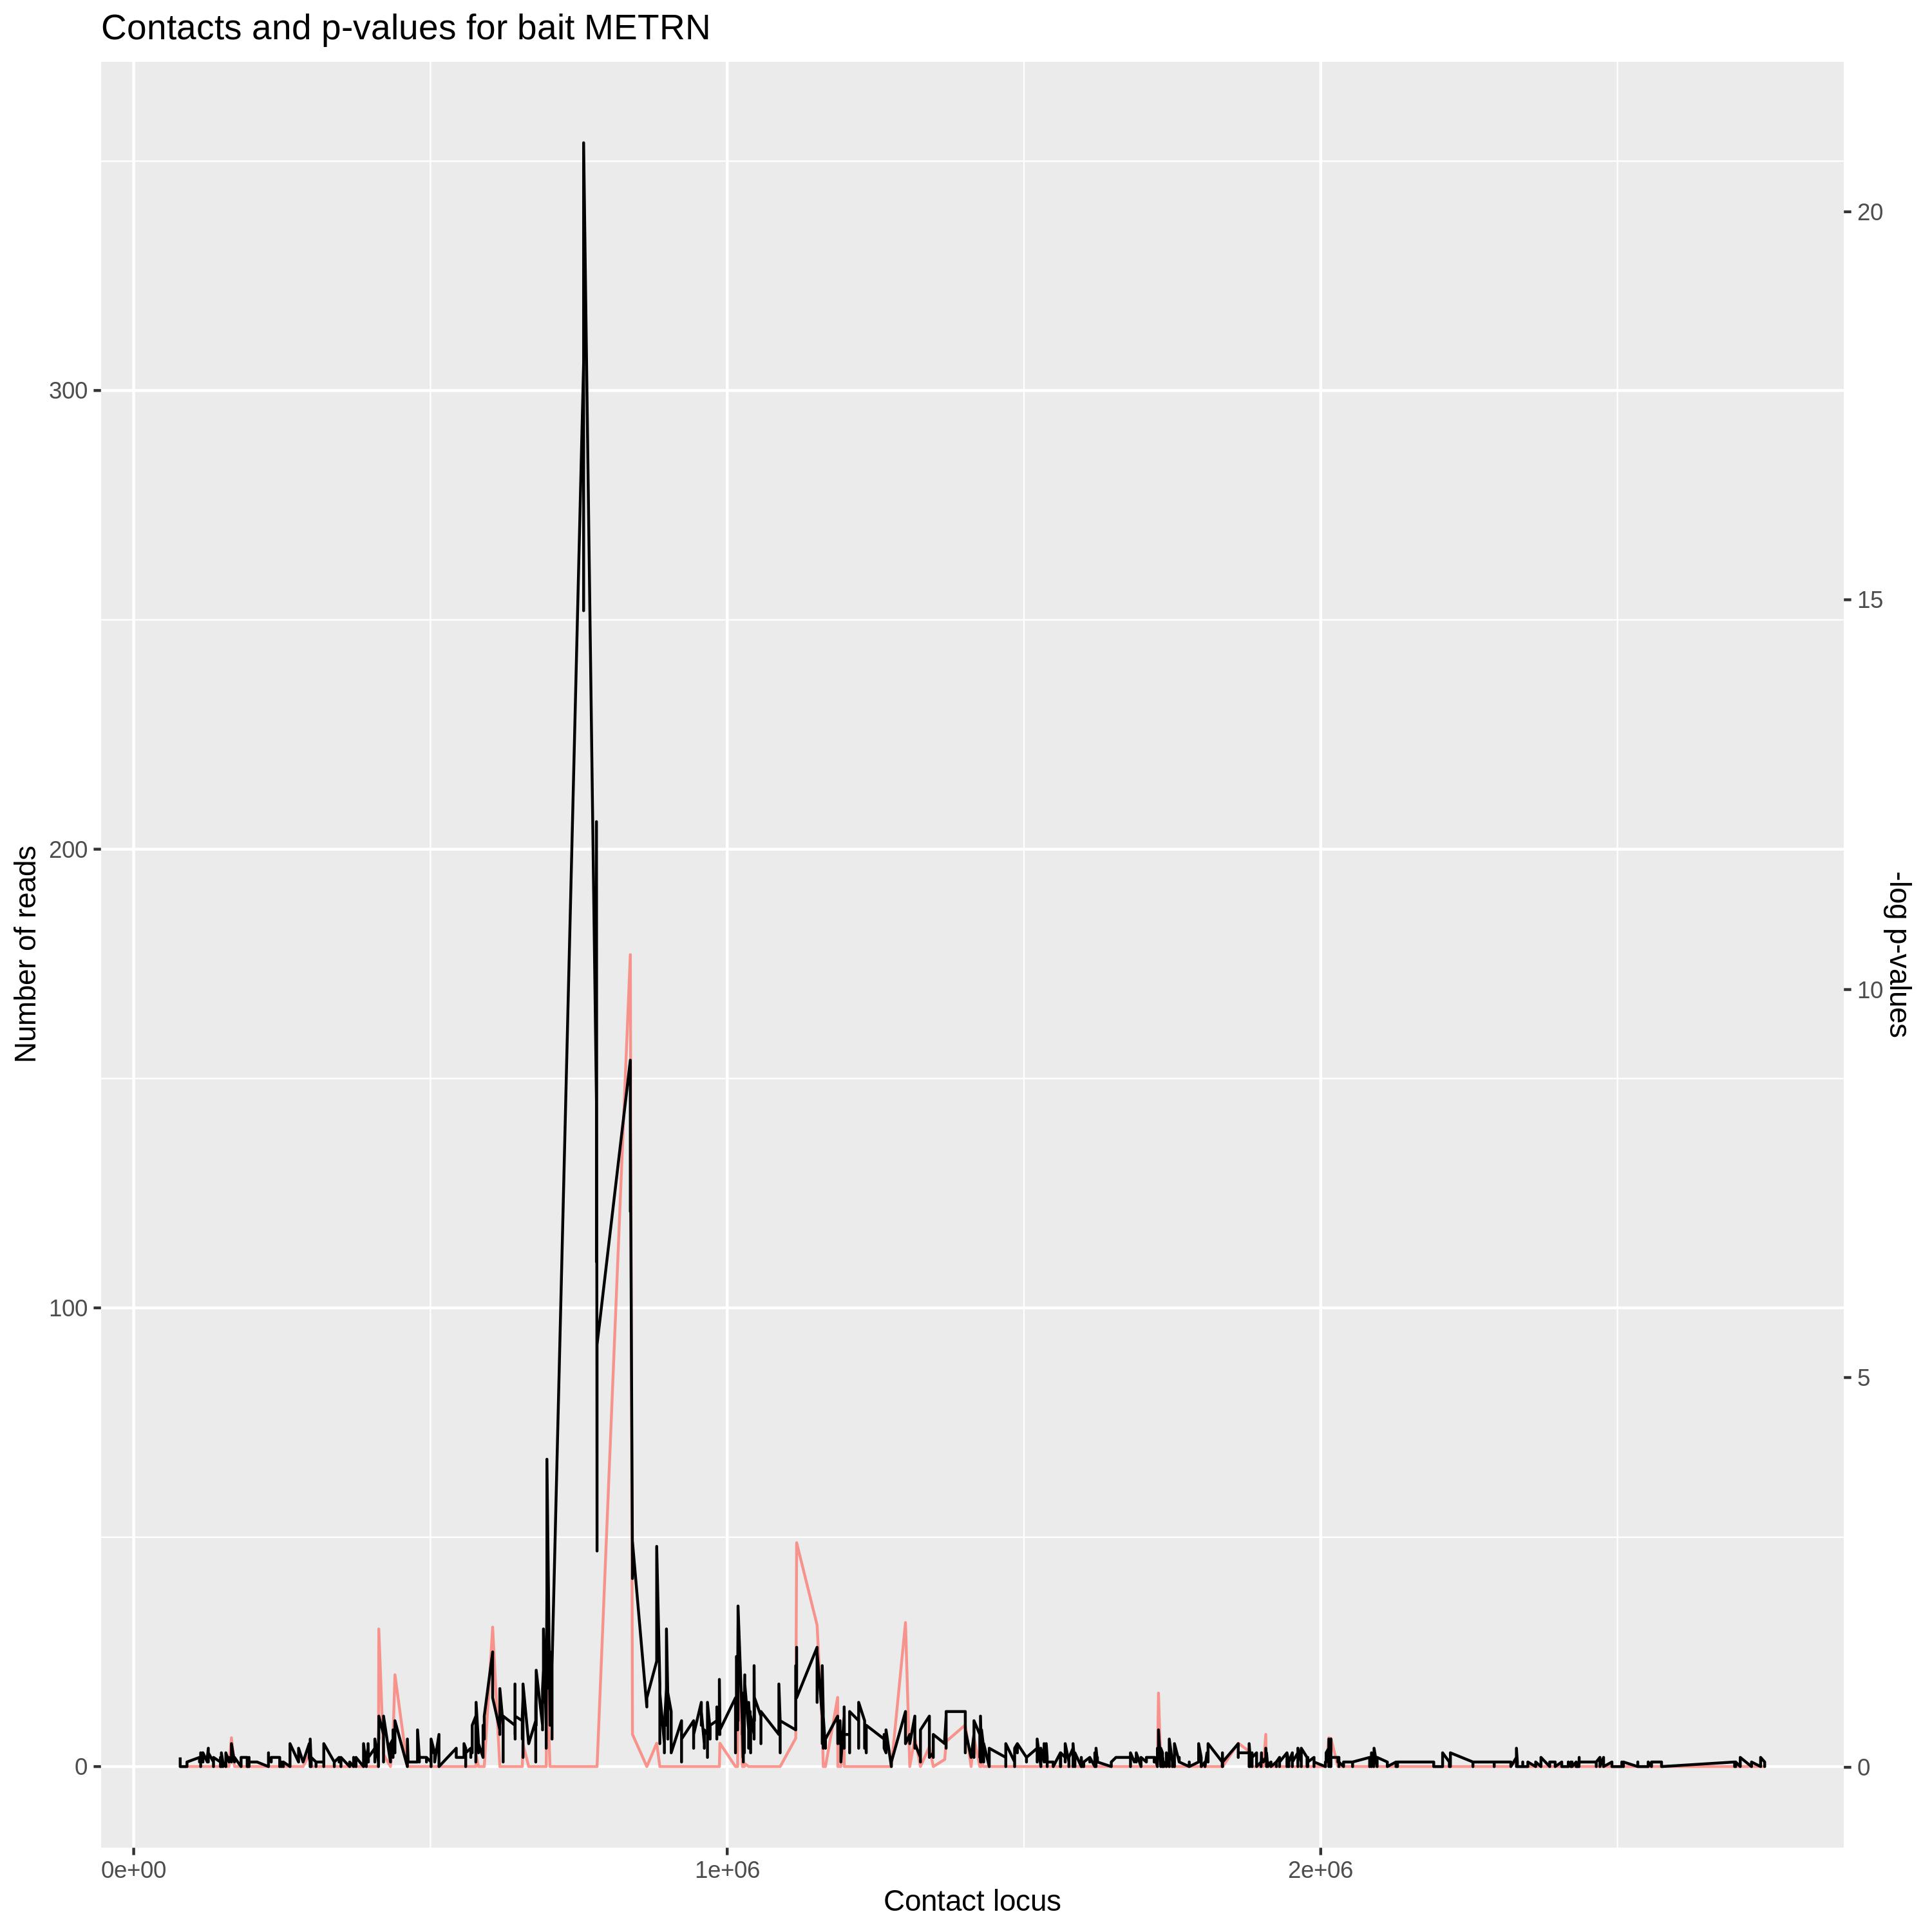 Contacts and p-values for bait METRN
Number of reads
300
200
100
0
20
15
10
5
0
-log p-values
0e+00
1e+06
2e+06
Contact locus